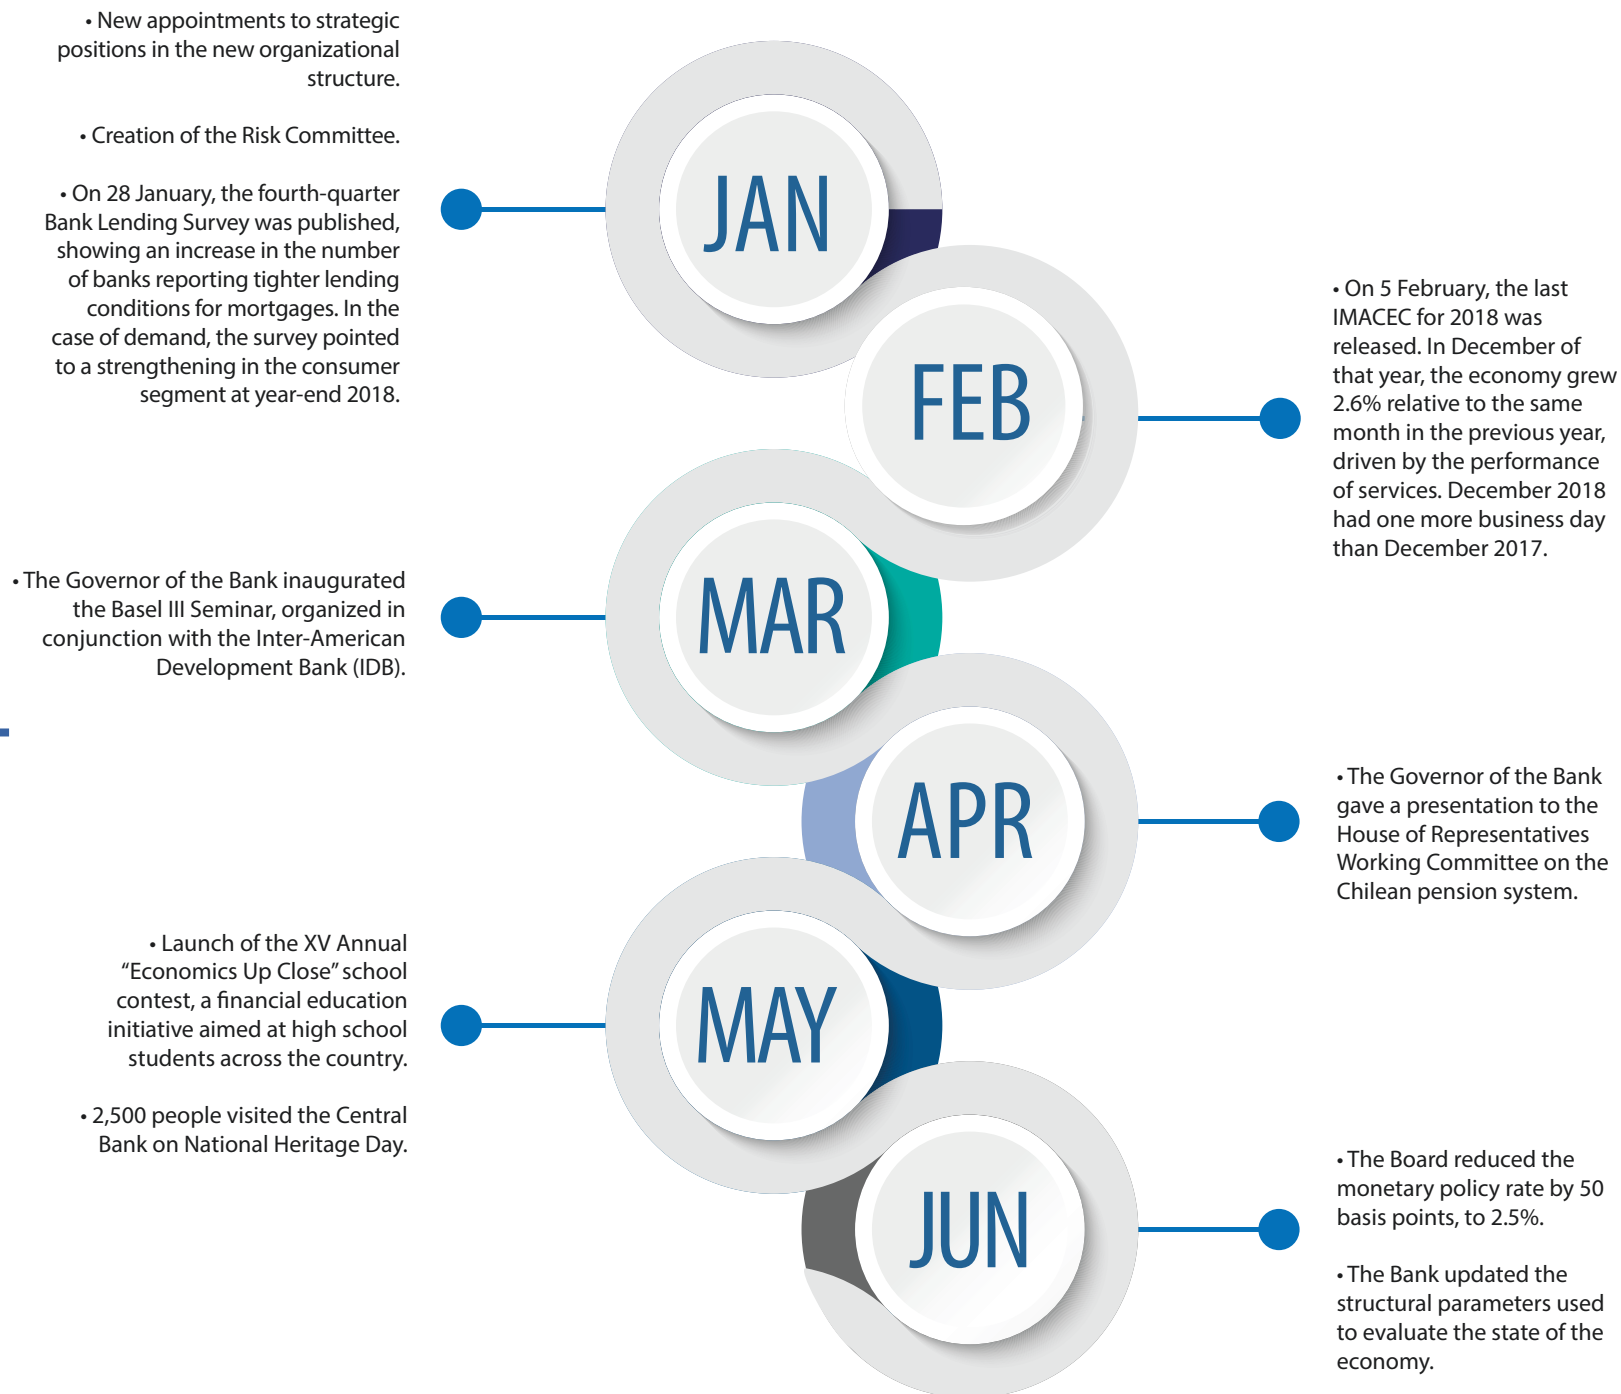 • New appointments to strategic
positions in the new organizational
structure.
• Creation of the Risk Committee.
• On 28 January, the fourth-quarter
Bank Lending Survey was published,
showing an increase in the number
of banks reporting tighter lending
conditions for mortgages. In the
case of demand, the survey pointed
to a strengthening in the consumer
segment at year-end 2018.
JAN
FEB
• On 5 February, the last
IMACEC for 2018 was
released. In December of
that year, the economy grew
2.6% relative to the same
month in the previous year,
driven by the performance
of services. December 2018
had one more business day
than December 2017.
• The Governor of the Bank inaugurated
the Basel III Seminar, organized in
conjunction with the Inter-American
Development Bank (IDB).
MAR
APR
• The Governor of the Bank
gave a presentation to the
House of Representatives
Working Committee on the
Chilean pension system.
• Launch of the XV Annual
“Economics Up Close” school
contest, a financial education
initiative aimed at high school
students across the country.
• 2,500 people visited the Central
Bank on National Heritage Day.
MAY
JUN
• The Board reduced the
monetary policy rate by 50
basis points, to 2.5%.
• The Bank updated the
structural parameters used
to evaluate the state of the
economy.